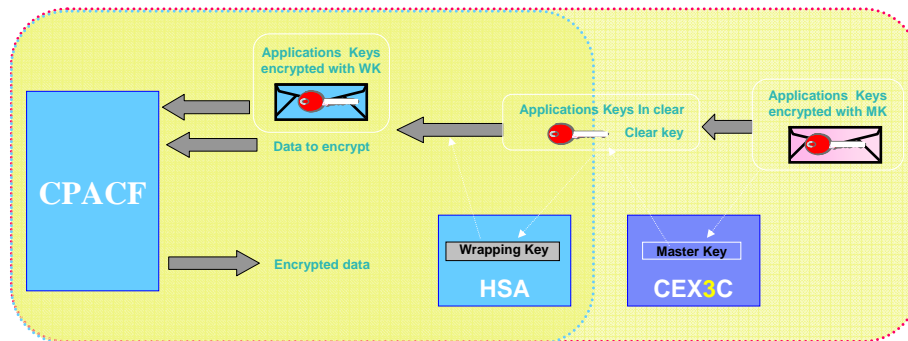 Applications Keys
encrypted with WK
Applications Keys In clear
Clear key
Applications Keys
encrypted with MK
Data to encrypt
CPACF
Wrapping Key
HSA
Master Key
CEX3C
Encrypted data